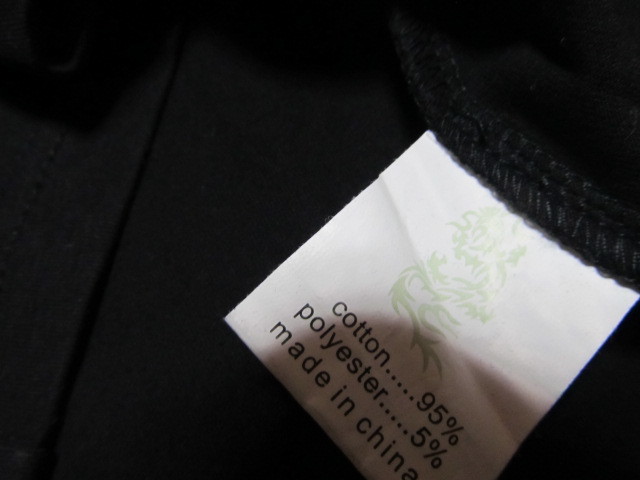 cotton.....95%
polyester.....5%
made in china